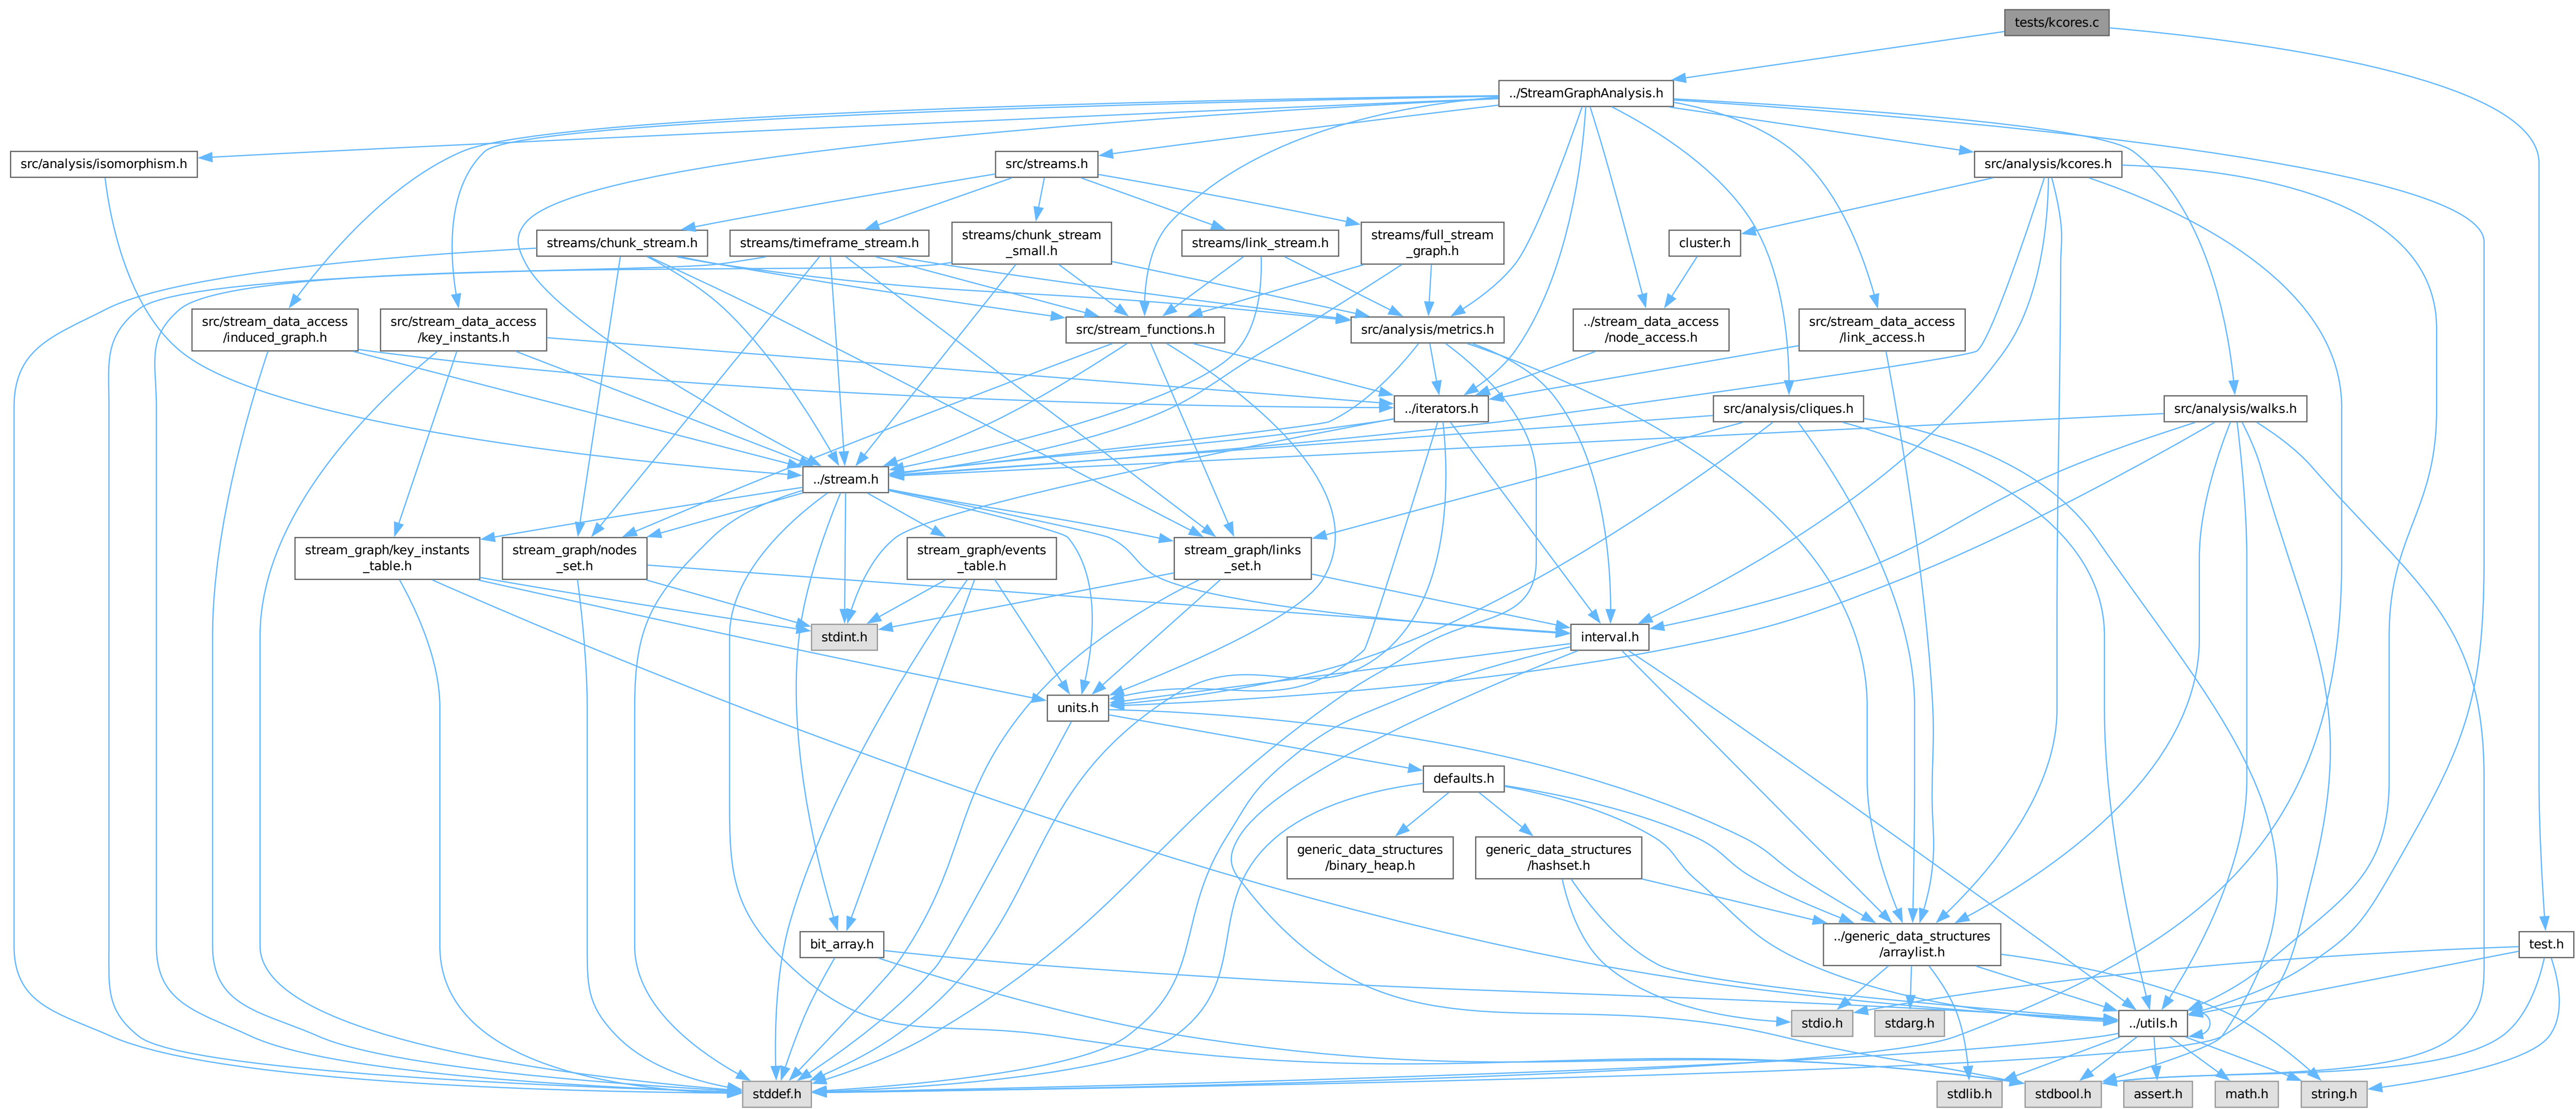 tests/kcores.c
../StreamGraphAnalysis.h
src/analysis/isomorphism.h
src/streams.h
src/analysis/kcores.h
streams/chunk_stream.h
streams/timeframe_stream.h
streams/chunk_stream
_small.h
streams/link_stream.h
streams/full_stream
_graph.h
cluster.h
src/stream_data_access
/induced_graph.h
src/stream_data_access
/key_instants.h
src/stream_functions.h
src/analysis/metrics.h
../stream_data_access
/node_access.h
src/stream_data_access
/link_access.h
../iterators.h
src/analysis/cliques.h
src/analysis/walks.h
../stream.h
stream_graph/key_instants
_table.h
stream_graph/nodes
_set.h
stream_graph/events
_table.h
stream_graph/links
_set.h
stdint.h
interval.h
units.h
defaults.h
generic_data_structures
/binary_heap.h
generic_data_structures
/hashset.h
bit_array.h
../generic_data_structures
/arraylist.h
test.h
stdio.h
stdarg.h
../utils.h
stddef.h
stdlib.h
stdbool.h
assert.h
math.h
string.h